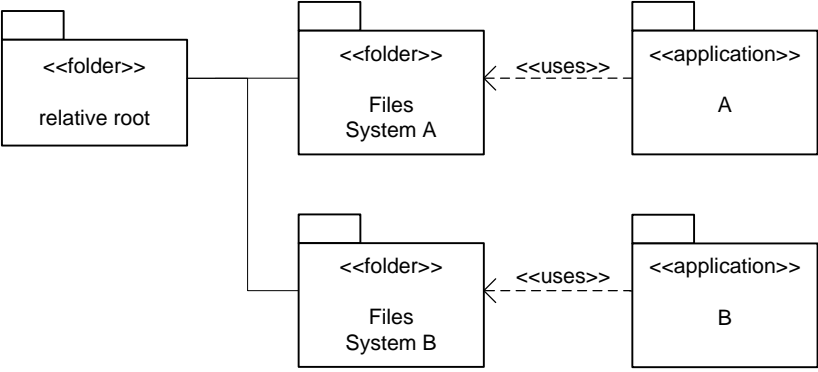 <<folder>>
relative root
<<folder>>
Files
System A
<<uses>>
<<application>>
A
<<folder>>
Files
System B
<<uses>>
<<application>>
B